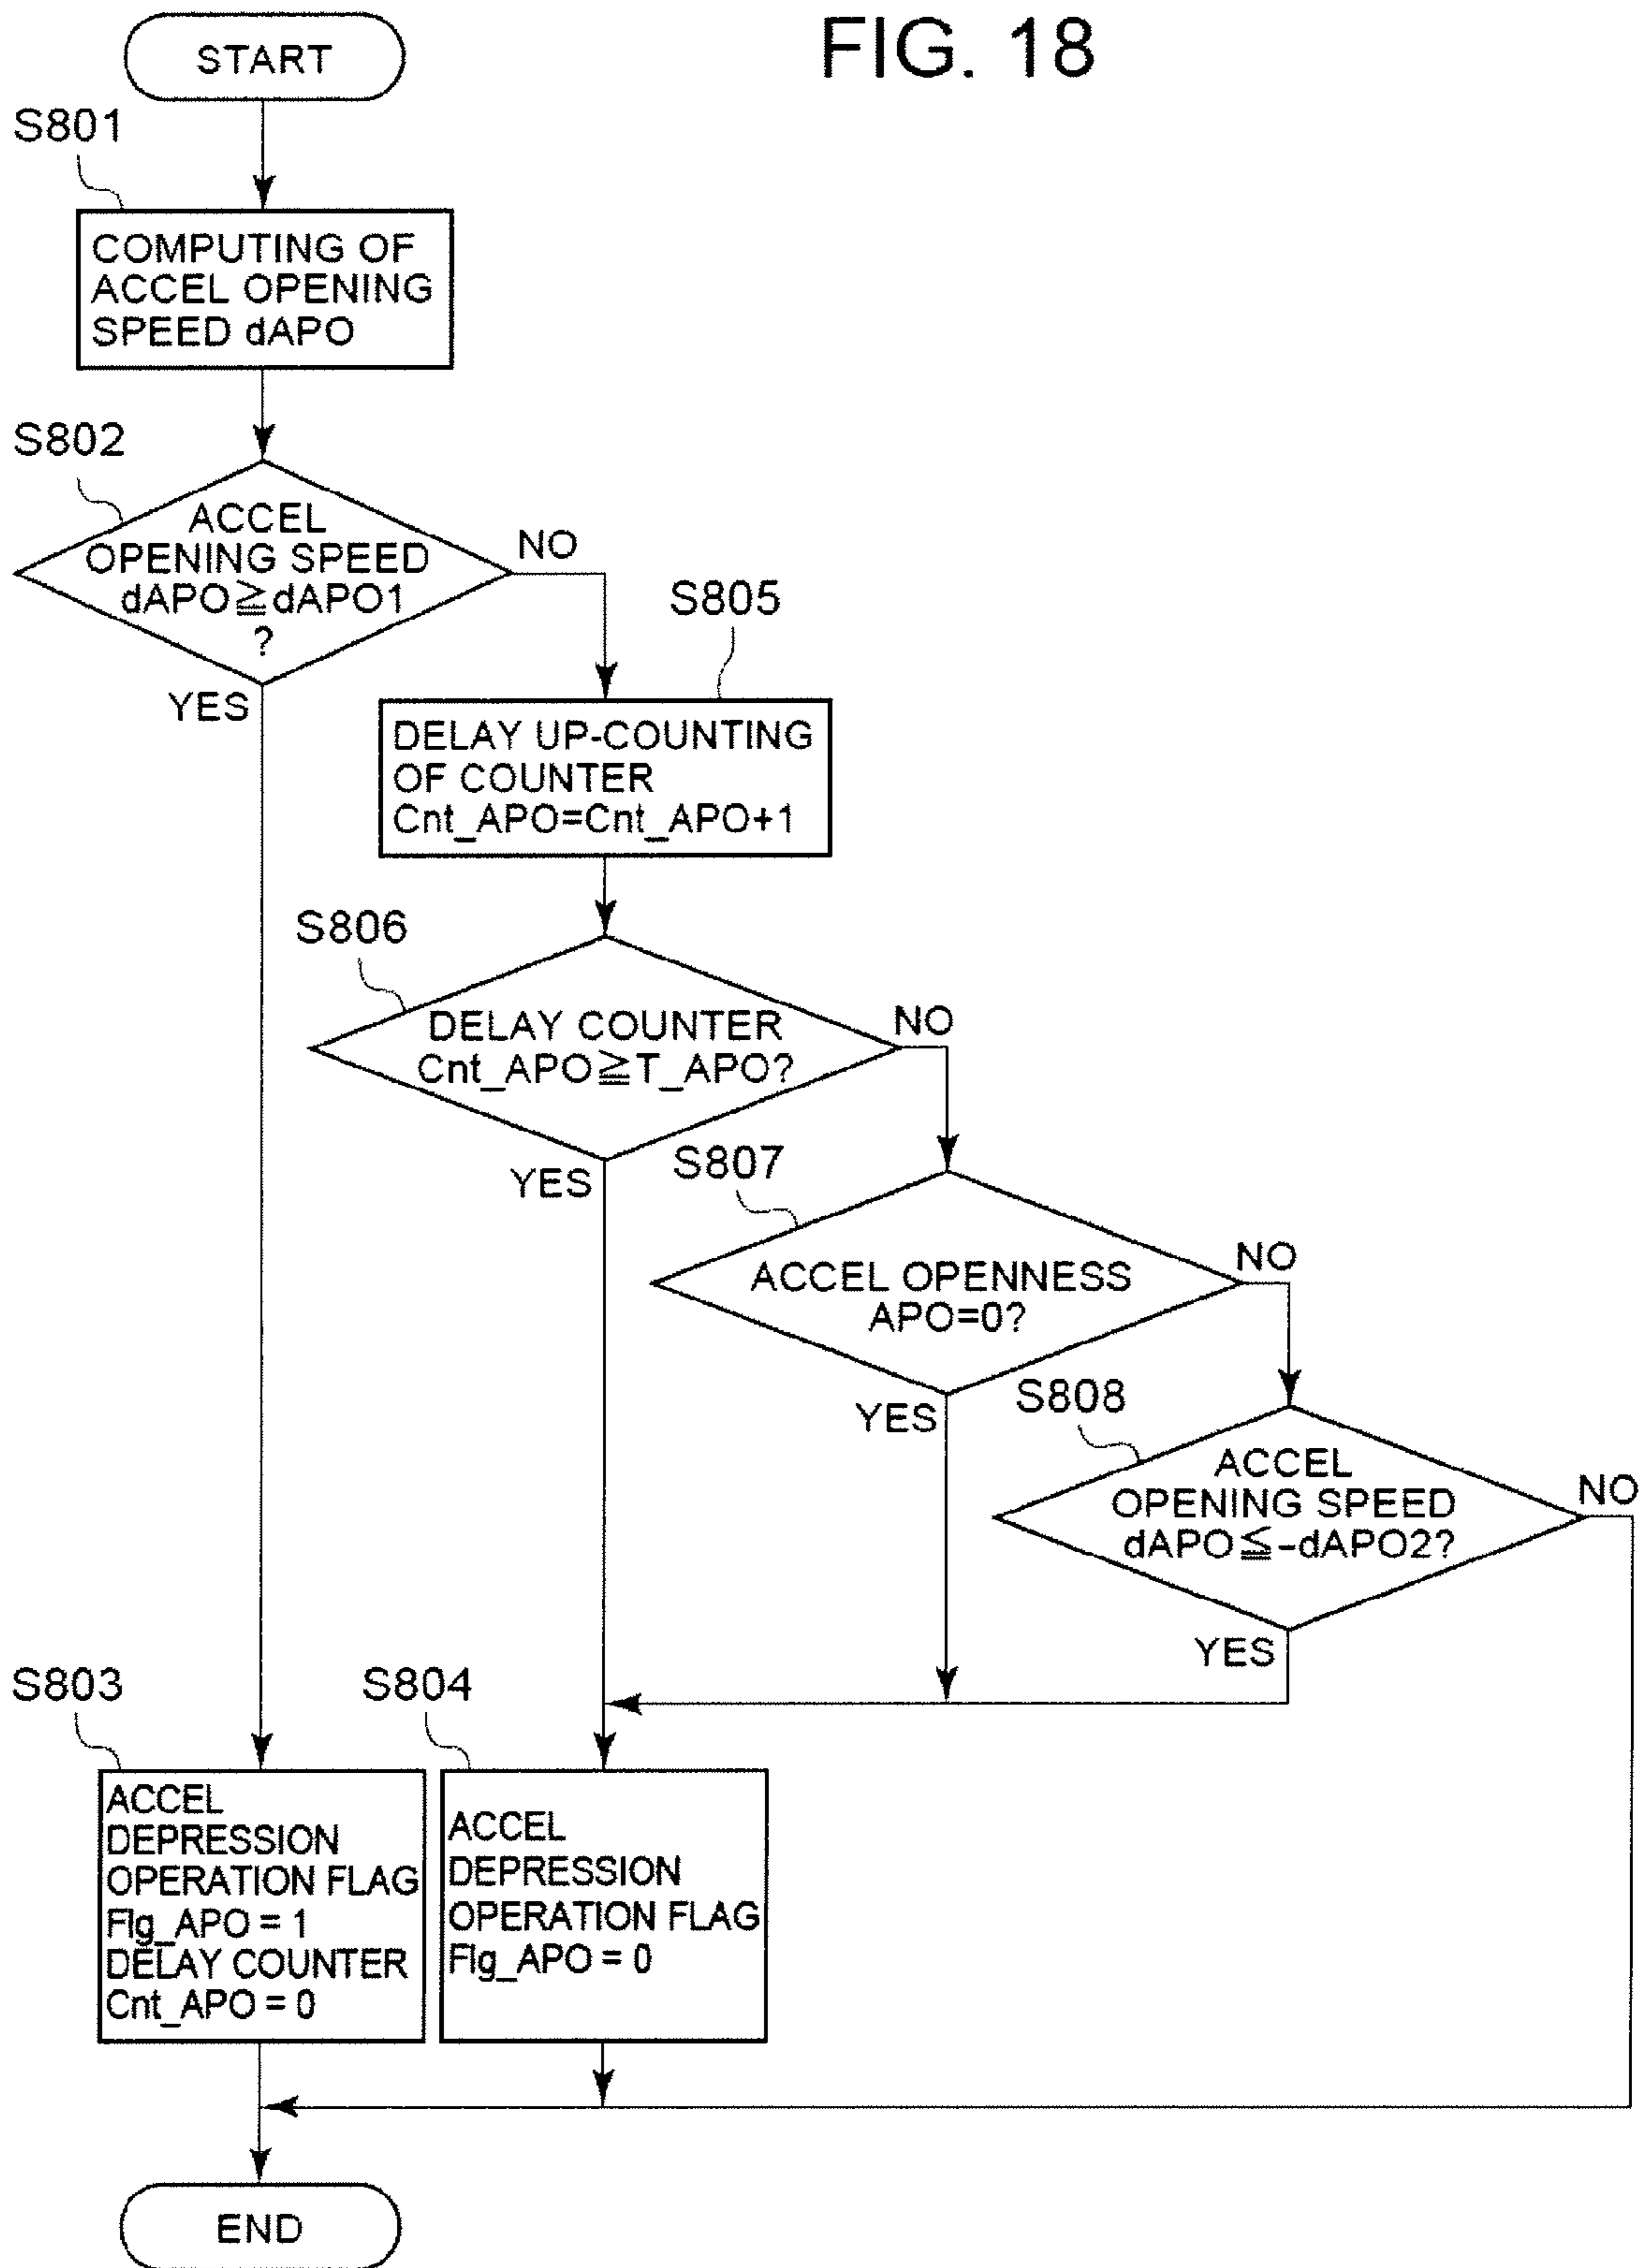 FIG. 18
START
S801
COMPUTING OF
ACCEL OPENING
SPEED dAPO
S802
ACCEL
OPENING SPEED
dAPO≧dAPO1
?
NO
YES
S805
DELAY UP-COUNTING
OF COUNTER
Cnt_APO=Cnt_APO+1
S806
DELAY COUNTER
Cnt_APO≧T_APO?
NO
YES
S807
ACCEL OPENNESS
APO=0?
NO
YES
S808
ACCEL
OPENING SPEED
dAPO≦-dAPO2?
NO
YES
S803
ACCEL
DEPRESSION
OPERATION FLAG
Flg_APO = 1
DELAY COUNTER
Cnt_APO = 0
S804
ACCEL
DEPRESSION
OPERATION FLAG
Flg_APO = 0
END